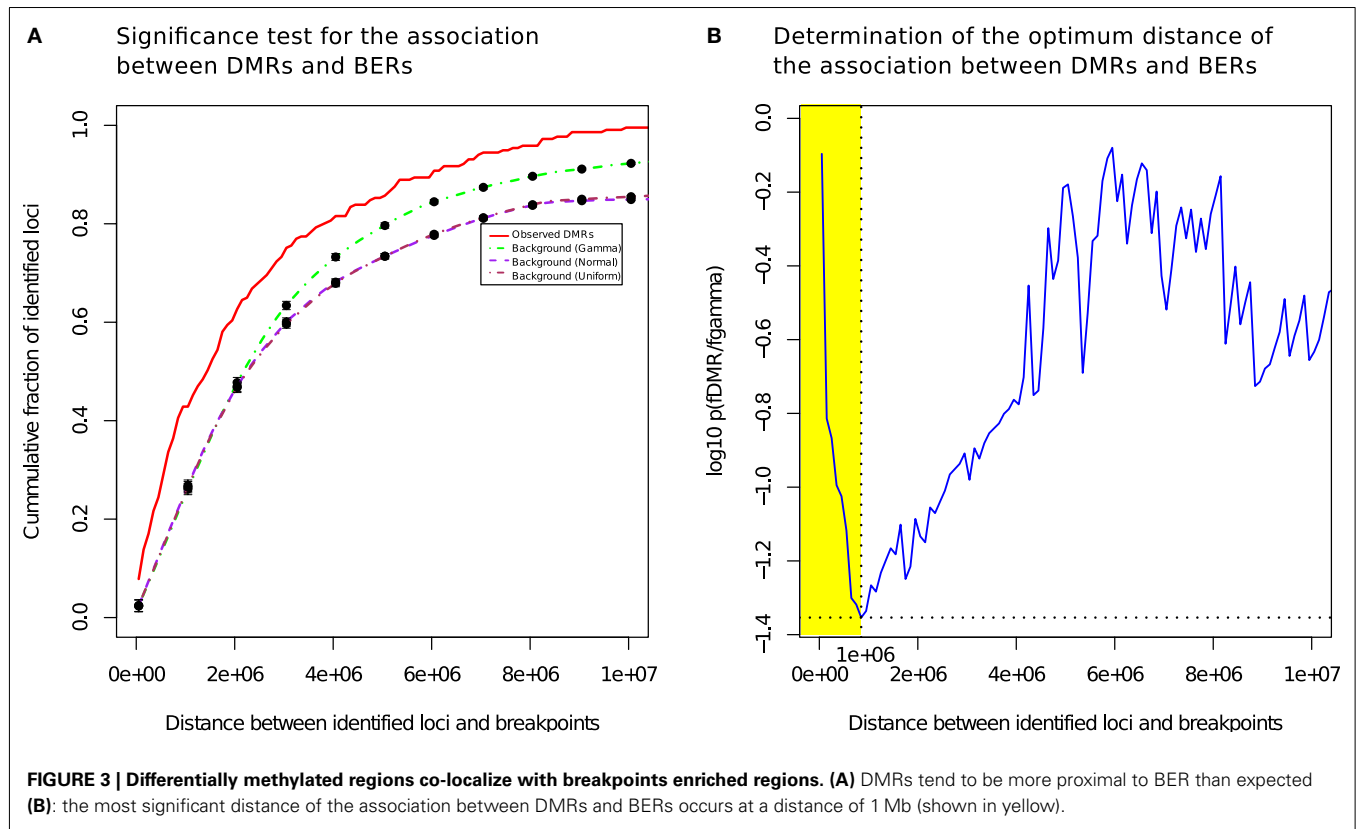 A
Significance test for the association
between DMRs and BERs
Cummulative fraction of identified loci
1.0
0.8
0.6
0.4
0.2
0.0
Observed DMRs
Background (Gamma)
Background (Normal)
Background (Uniform)
0e+00 2e+06 4e+06 6e+06 8e+06 1e+07
Distance between identified loci and breakpoints
B
Determination of the optimum distance of
the association between DMRs and BERs
log10 p(fDMR/fgamma)
0.0
−0.2
−0.4
−0.6
−0.8
−1.0
−1.2
−1.4
1e+06
0e+00 2e+06 4e+06 6e+06 8e+06 1e+07
Distance between identified loci and breakpoints
FIGURE 3 | Differentially methylated regions co-localize with breakpoints enriched regions. (A) DMRs tend to be more proximal to BER than expected
(B): the most significant distance of the association between DMRs and BERs occurs at a distance of 1 Mb (shown in yellow).